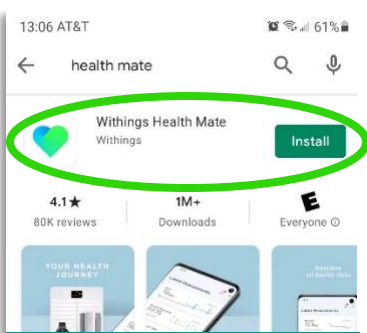 13:06 AT&T 61%
health mate
Withings Health Mate
Withings
Install
4.1★ 1M+ E
80K reviews Downloads Everyone
YOUR HEALTH
JOURNEY